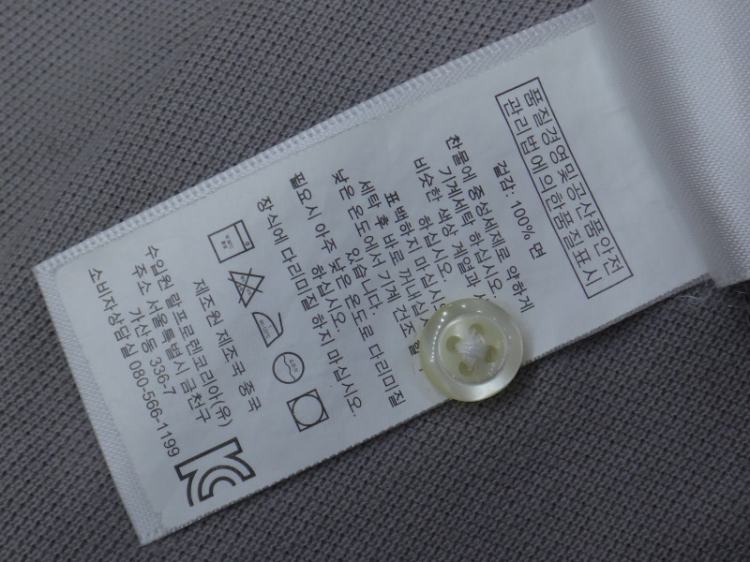 품질경영및공산품안전
관리법에 의한품질표시
겉감: 100% 면
찬물에 중성세제로 약하게
기계세탁 하십시오.
비슷한 색상 계열과
표백하지 마십시오.
세탁 후 바로 꺼내십
낮은 온도에서 기계 건조
있습니다.
필요시 아주 낮은 온도로 다리미질
하십시오.
장식에 다리미질 하지 마십시오.
제조원 제조국 중국
수입원 랄프로렌코리아(유)
주소 서울특별시 금천구
가산동 336-7
소비자상담실 080-566-1199